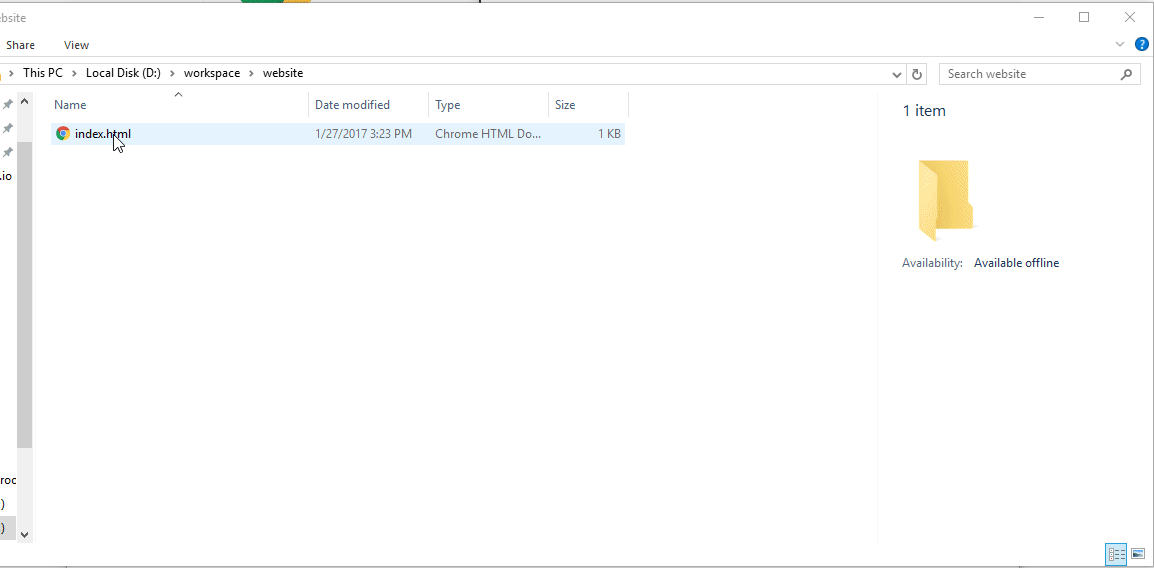 ebsite
Share View
This PC Local Disk (D:) workspace website
Search website
Name Date modified Type Size
index.html 1/27/2017 3:23 PM Chrome HTML Do... 1 KB
1 item
Availability: Available offline
.io
roc
)
)